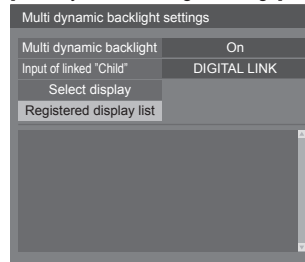 Multi dynamic backlight settings
Multi dynamic backlight On
Input of linked "Child" DIGITAL LINK
Select display
Registered display list